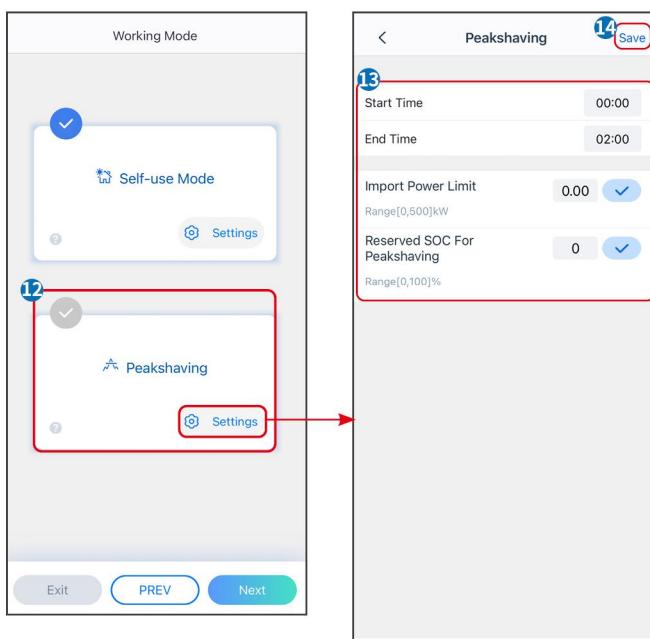 Working Mode
Self-use Mode
Settings
12
Peakshaving
Settings
Exit
PREV
Next
Peakshaving
14
Save
13
Start Time
00:00
End Time
02:00
Import Power Limit
0.00
Range[0,500]kW
Reserved SOC For
Peakshaving
0
Range[0,100]%